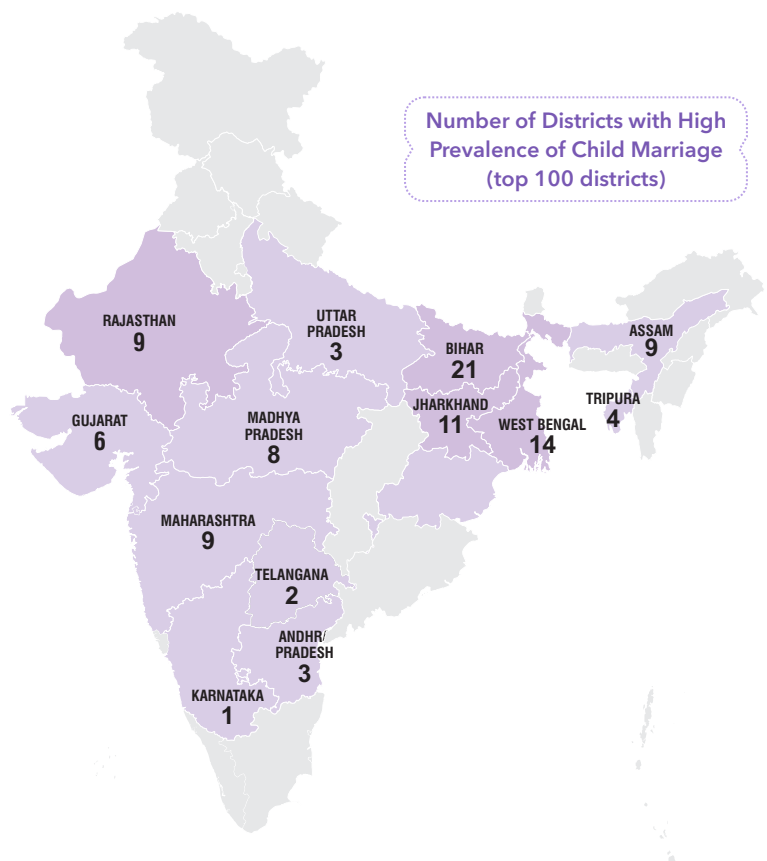 Number of Districts with High
Prevalence of Child Marriage
(top 100 districts)
RAJASTHAN
9
UTTAR
PRADESH
3
BIHAR
21
ASSAM
9
JHARKHAND
11
WEST BENGAL
14
TRIPURA
4
GUJARAT
6
MADHYA
PRADESH
8
MAHARASHTRA
9
TELANGANA
2
ANDHRA
PRADESH
3
KARNATAKA
1